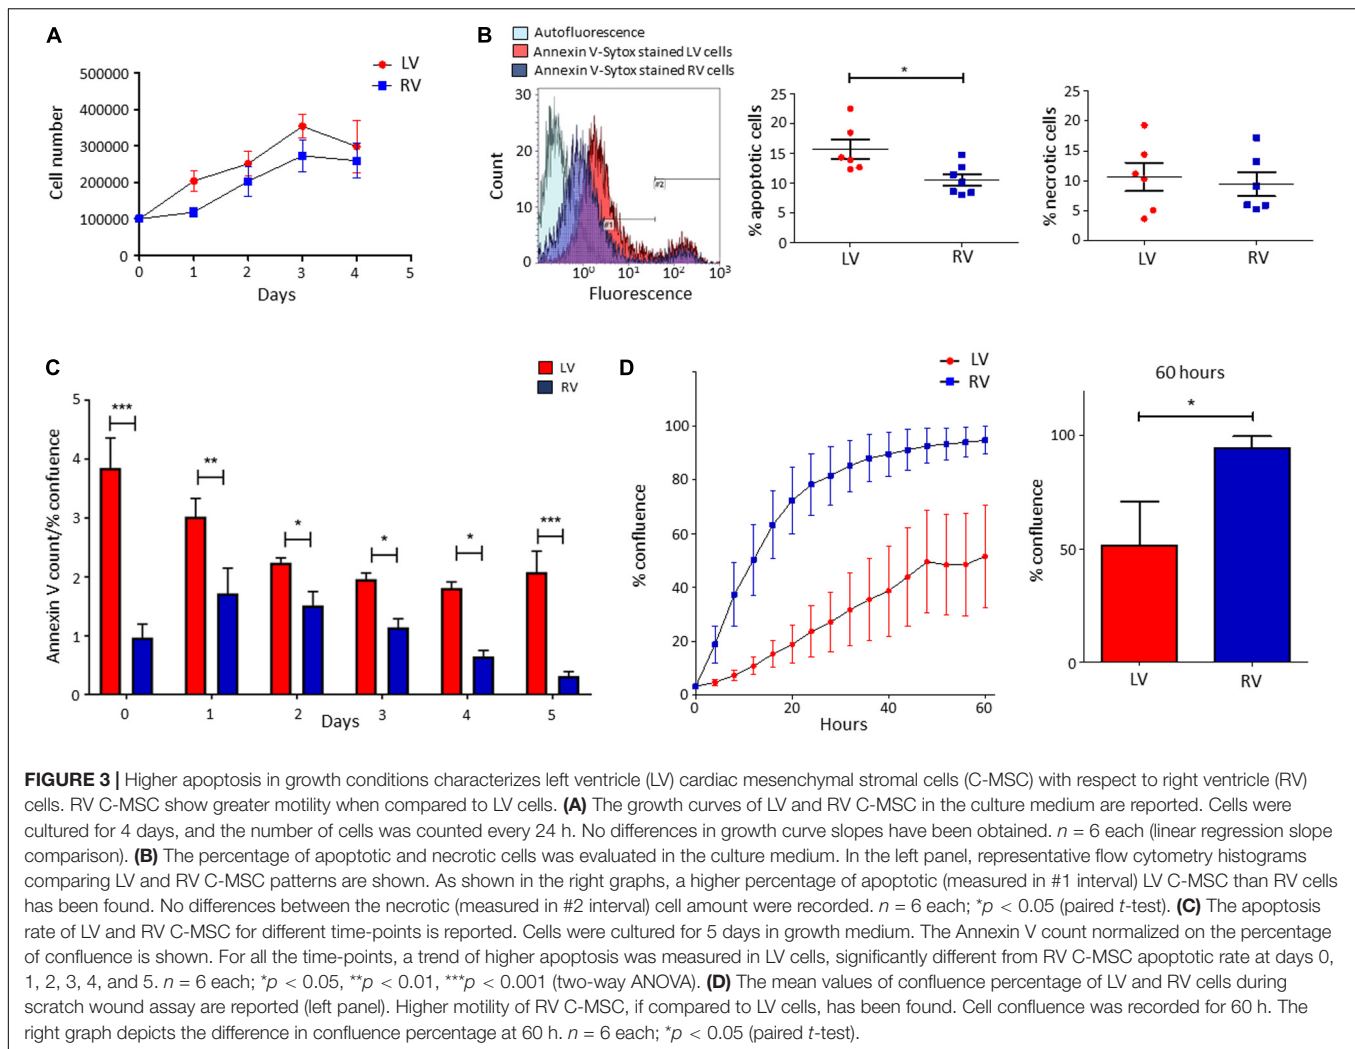 A
LV
RV
500000
400000
300000
200000
100000
0
Cell number
0 1 2 3 4 5
Days
B
Autofluorescence
Annexin V-Sytox stained LV cells
Annexin V-Sytox stained RV cells
30
20
10
0
Count
#1
#2
10⁰ 10¹ 10² 10³
Fluorescence
*
25
20
15
10
5
0
% apoptotic cells
LV RV
25
20
15
10
5
0
% necrotic cells
LV RV
C
LV
RV
5
4
3
2
1
0
Annexin V count/% confuence
*** ** * * * ***
0 1 2 3 4 5
Days
D
LV
RV
100
80
60
40
20
0
% confluence
0 20 40 60
Hours
60 hours
*
100
50
0
% confluence
LV RV
FIGURE 3 | Higher apoptosis in growth conditions characterizes left ventricle (LV) cardiac mesenchymal stromal cells (C-MSC) with respect to right ventricle (RV)
cells. RV C-MSC show greater motility when compared to LV cells. (A) The growth curves of LV and RV C-MSC in the culture medium are reported. Cells were
cultured for 4 days, and the number of cells was counted every 24 h. No differences in growth curve slopes have been obtained. n = 6 each (linear regression slope
comparison). (B) The percentage of apoptotic and necrotic cells was evaluated in the culture medium. In the left panel, representative flow cytometry histograms
comparing LV and RV C-MSC patterns are shown. As shown in the right graphs, a higher percentage of apoptotic (measured in #1 interval) LV C-MSC than RV cells
has been found. No differences between the necrotic (measured in #2 interval) cell amount were recorded. n = 6 each; *p < 0.05 (paired t-test). (C) The apoptosis
rate of LV and RV C-MSC for different time-points is reported. Cells were cultured for 5 days in growth medium. The Annexin V count normalized on the percentage
of confluence is shown. For all the time-points, a trend of higher apoptosis was measured in LV cells, significantly different from RV C-MSC apoptotic rate at days 0,
1, 2, 3, 4, and 5. n = 6 each; *p < 0.05, **p < 0.01, ***p < 0.001 (two-way ANOVA). (D) The mean values of confluence percentage of LV and RV cells during
scratch wound assay are reported (left panel). Higher motility of RV C-MSC, if compared to LV cells, has been found. Cell confluence was recorded for 60 h. The
right graph depicts the difference in confluence percentage at 60 h. n = 6 each; *p < 0.05 (paired t-test).